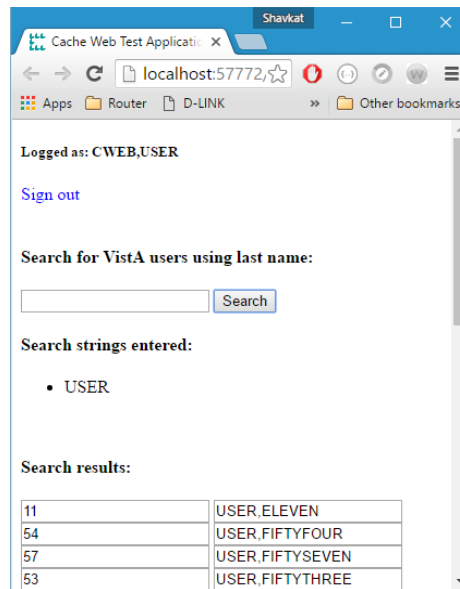 Shavkat
Cache Web Test Applicatio
localhost:57772/
Apps Router D-LINK » Other bookmarks
Logged as: CWEB,USER
Sign out
Search for VistA users using last name:
Search
Search strings entered:
• USER
Search results:
11 USER,ELEVEN
54 USER,FIFTYFOUR
57 USER,FIFTYSEVEN
53 USER,FIFTYTHREE